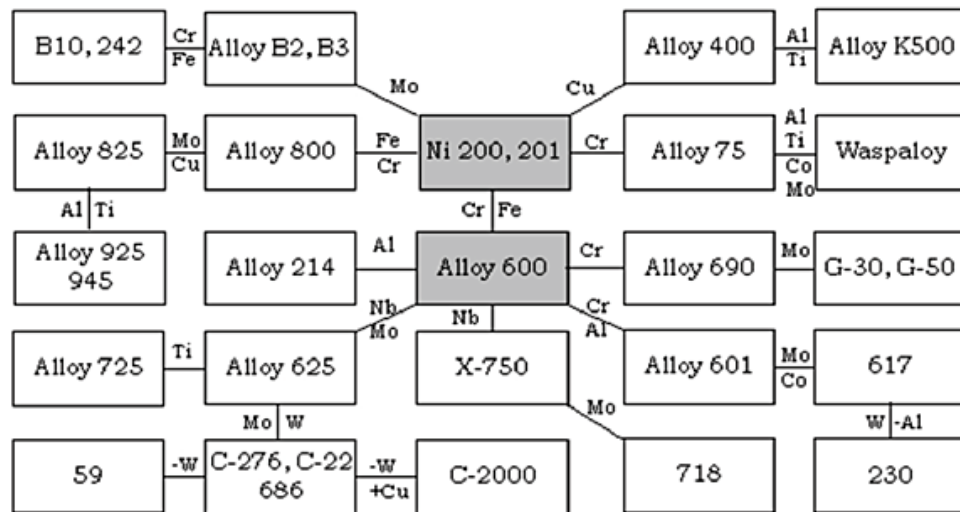 B10, 242
Cr
Fe
Alloy B2, B3
Mo
Cu
Alloy 400
Al
Ti
Alloy K500
Alloy 825
Mo
Cu
Alloy 800
Fe
Cr
Ni 200, 201
Cr
Alloy 75
Al
Ti
Co
Mo
Waspaloy
Al Ti
Cr Fe
Alloy 925
945
Alloy 214
Al
Alloy 600
Cr
Alloy 690
Mo
G-30, G-50
Nb
Mo
Nb
Cr
Al
Alloy 725
Ti
Alloy 625
X-750
Alloy 601
Mo
Co
617
Mo W
Mo
W -Al
59
-W
C-276, C-22
686
-W
+Cu
C-2000
718
230